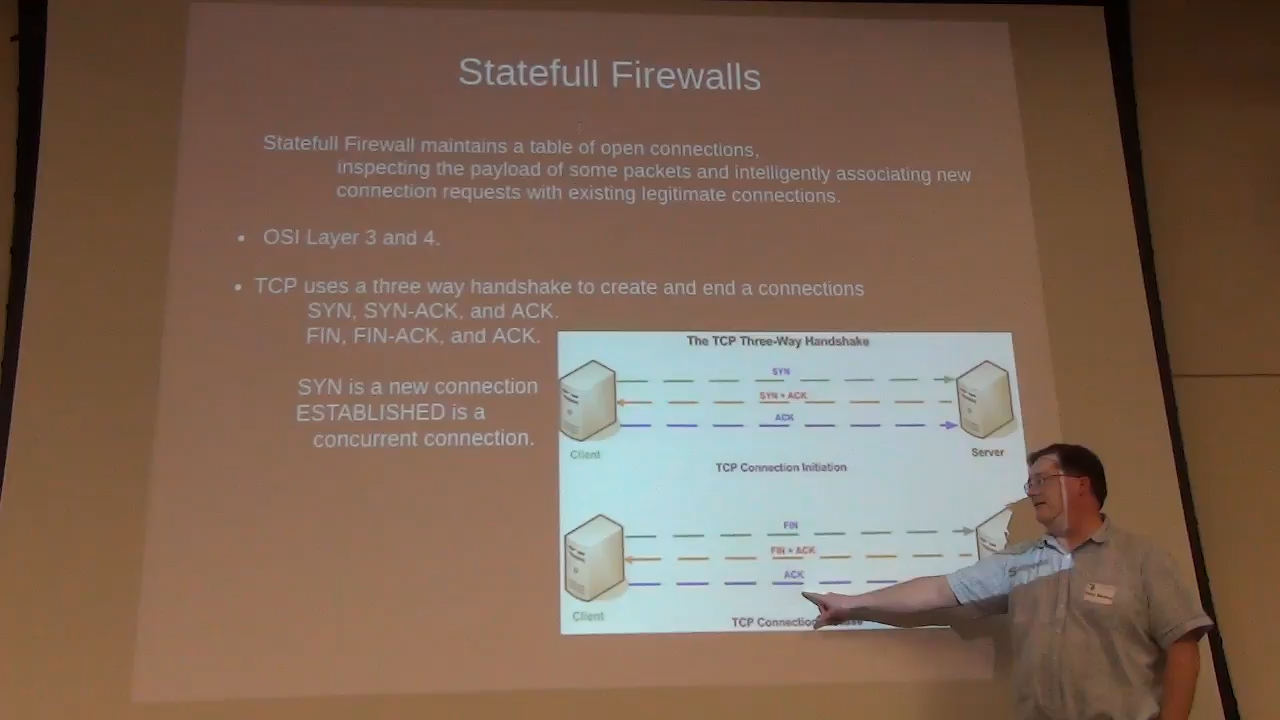 Statefull Firewalls
Statefull Firewall maintains a table of open connections,
inspecting the payload of some packets and intelligently associating new
connection requests with existing legitimate connections.
• OSI Layer 3 and 4.
• TCP uses a three way handshake to create and end a connections
SYN, SYN-ACK, and ACK.
FIN, FIN-ACK, and ACK.
SYN is a new connection
ESTABLISHED is a
concurrent connection.
The TCP Three-Way Handshake
SYN
SYN + ACK
ACK
Client
Server
TCP Connection Initiation
FIN
FIN + ACK
ACK
Client
TCP Connection